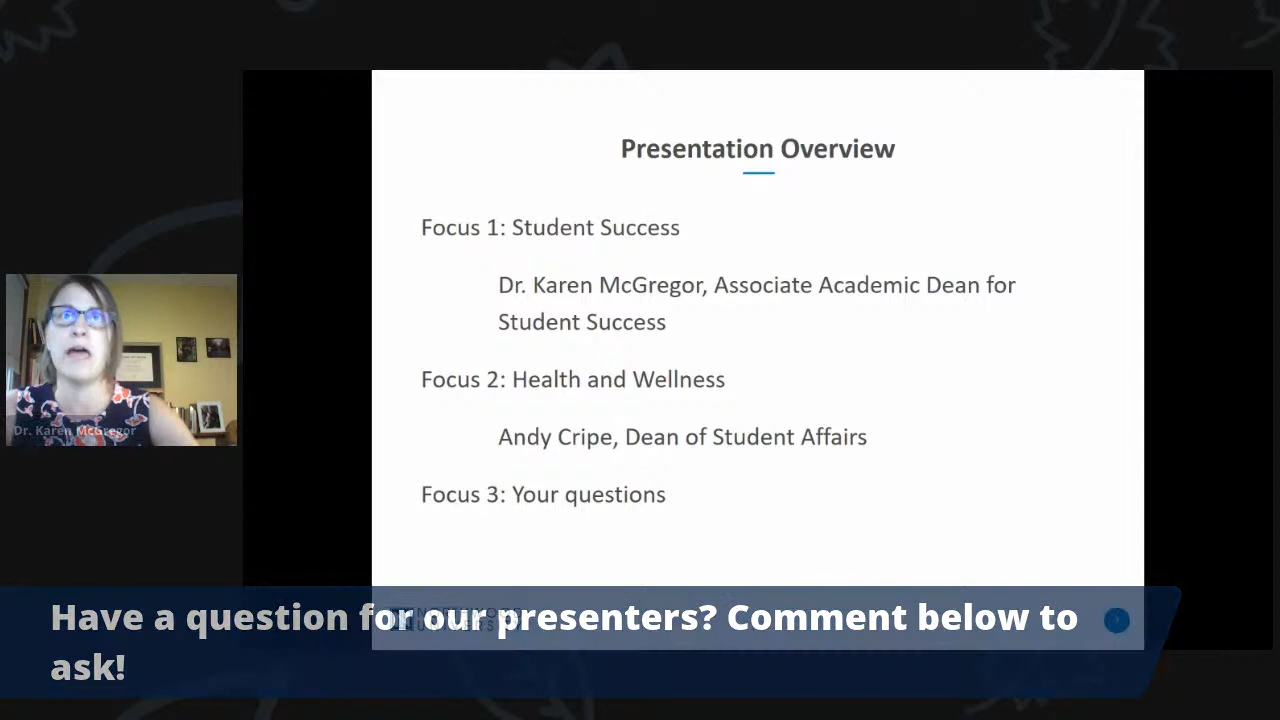 Presentation Overview
Focus 1: Student Success
Dr. Karen McGregor, Associate Academic Dean for
Student Success
Focus 2: Health and Wellness
Andy Cripe, Dean of Student Affairs
Focus 3: Your questions
Dr. Karen McGregor
Have a question for our presenters? Comment below to
ask!